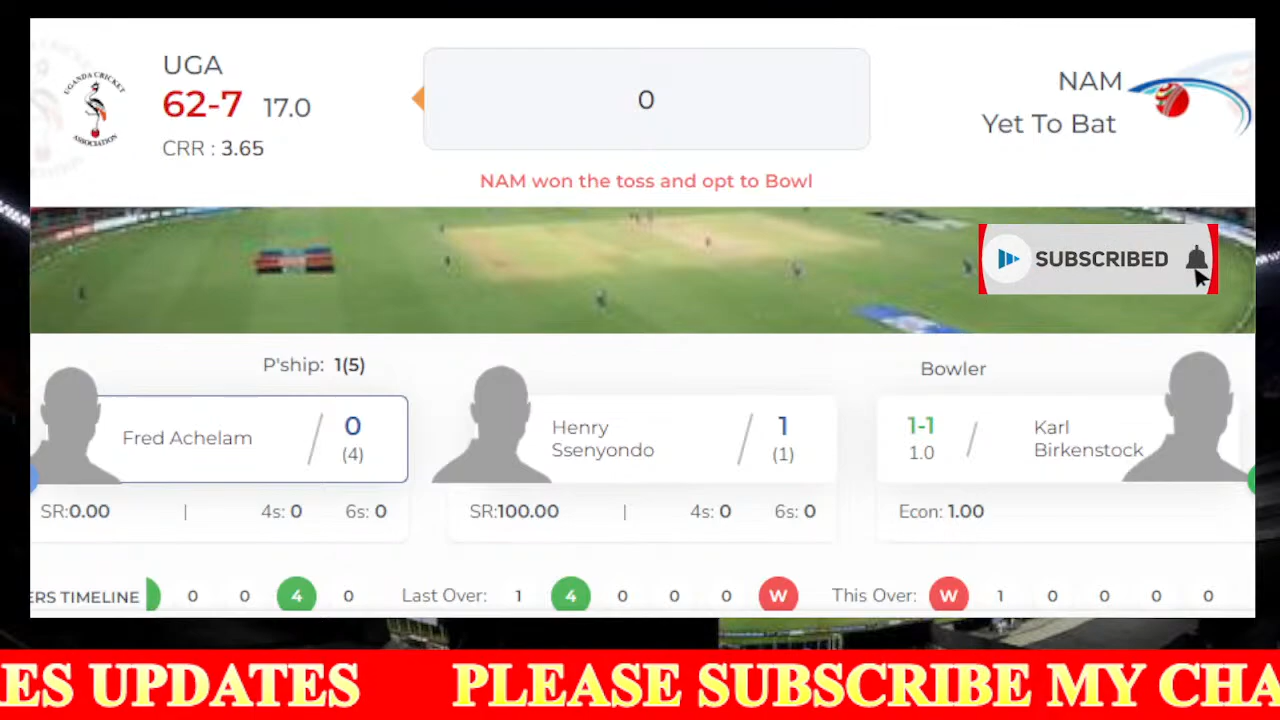 UGANDA CRICKET
ASSOCIATION
UGA
62-7 17.0
CRR : 3.65
0
NAM won the toss and opt to Bowl
NAM
Yet To Bat
SUBSCRIBED
P'ship: 1(5)
Fred Achelam
0
(4)
SR:0.00 | 4s: 0 6s: 0
Henry
Ssenyondo
1
(1)
SR:100.00 | 4s: 0 6s: 0
Bowler
1-1
1.0
Karl
Birkenstock
Econ: 1.00
ERS TIMELINE 0 0 4 0 Last Over: 1 4 0 0 0 W This Over: W 1 0 0 0 0
ES UPDATES PLEASE SUBSCRIBE MY CHA